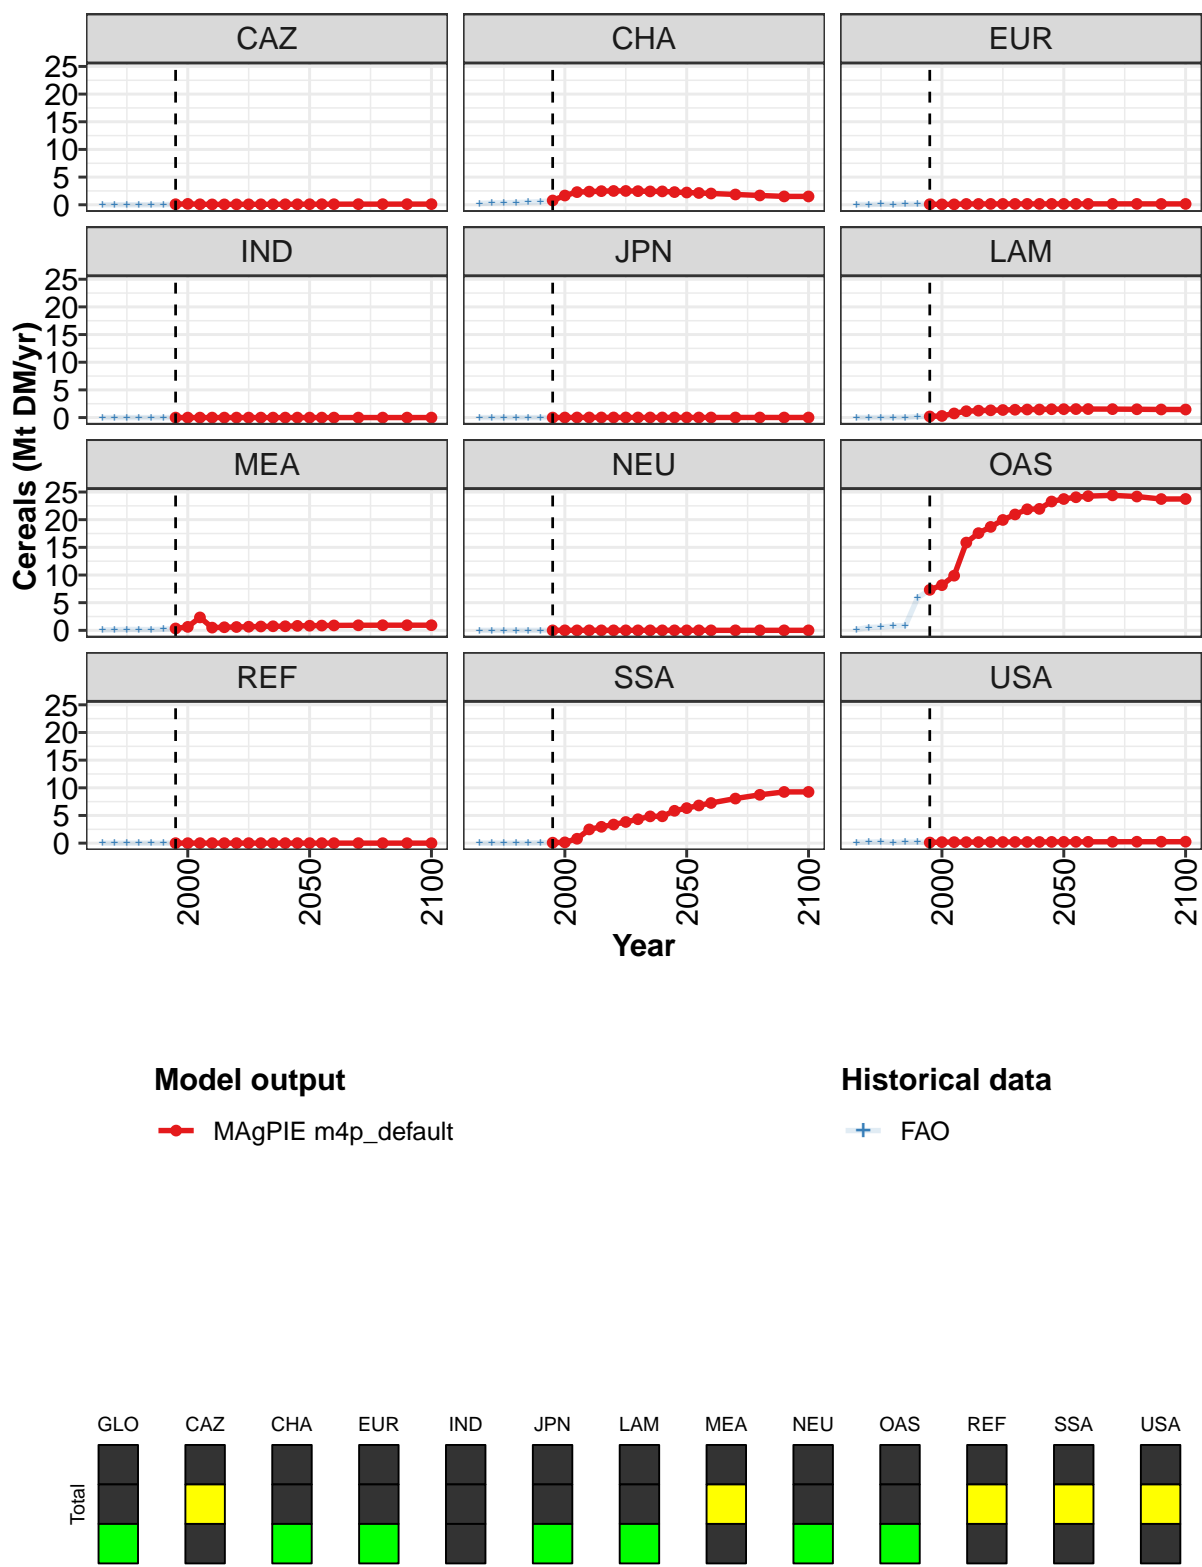 CAZ CHA EUR
25
20
15
10
5
0
IND JPN LAM
25
20
15
10
5
0
MEA NEU OAS
25
20
15
10
5
0
REF SSA USA
25
20
15
10
5
0
Cereals (Mt DM/yr)
2000 2050 2100 2000 2050 2100 2000 2050 2100
Year
Model output Historical data
MAgPIE m4p_default FAO
GLO CAZ CHA EUR IND JPN LAM MEA NEU OAS REF SSA USA
Total